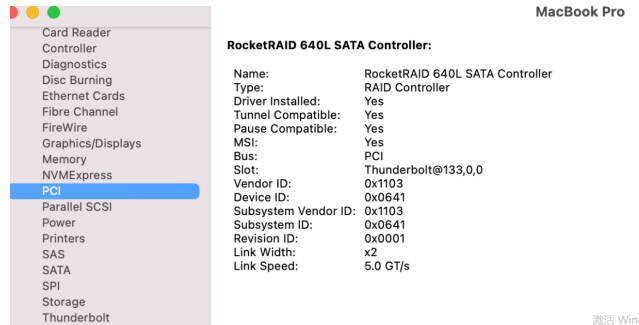 MacBook Pro
Card Reader
Controller
Diagnostics
Disc Burning
Ethernet Cards
Fibre Channel
FireWire
Graphics/Displays
Memory
NVMExpress
PCI
Parallel SCSI
Power
Printers
SAS
SATA
SPI
Storage
Thunderbolt
RocketRAID 640L SATA Controller:
Name: RocketRAID 640L SATA Controller
Type: RAID Controller
Driver Installed: Yes
Tunnel Compatible: Yes
Pause Compatible: Yes
MSI: Yes
Bus: PCI
Slot: Thunderbolt@133,0,0
Vendor ID: 0x1103
Device ID: 0x0641
Subsystem Vendor ID: 0x1103
Subsystem ID: 0x0641
Revision ID: 0x0001
Link Width: x2
Link Speed: 5.0 GT/s
激活 Win